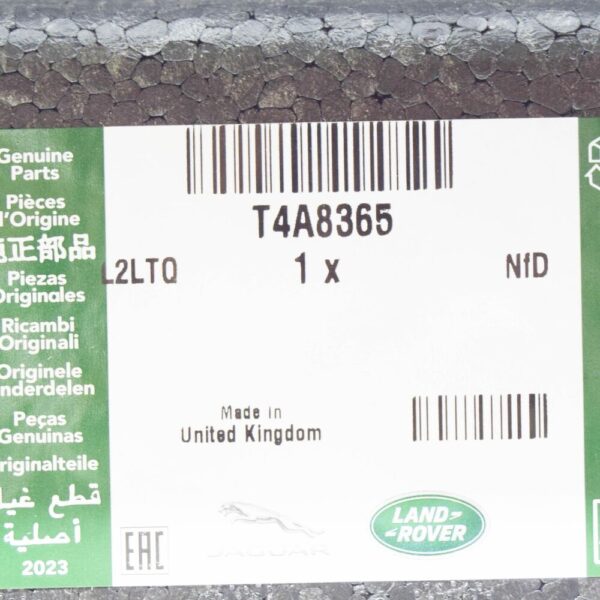 Genuine
Parts
Pièces
d'Origine
純正部品
Piezas
Originales
Ricambi
Originali
Originele
Onderdelen
Peças
Genuinas
Originalteile
قطع غيار
أصلية
2023
T4A8365
L2LTQ 1 x NfD
Made in
United Kingdom
EAC
JAGUAR
LAND-
ROVER